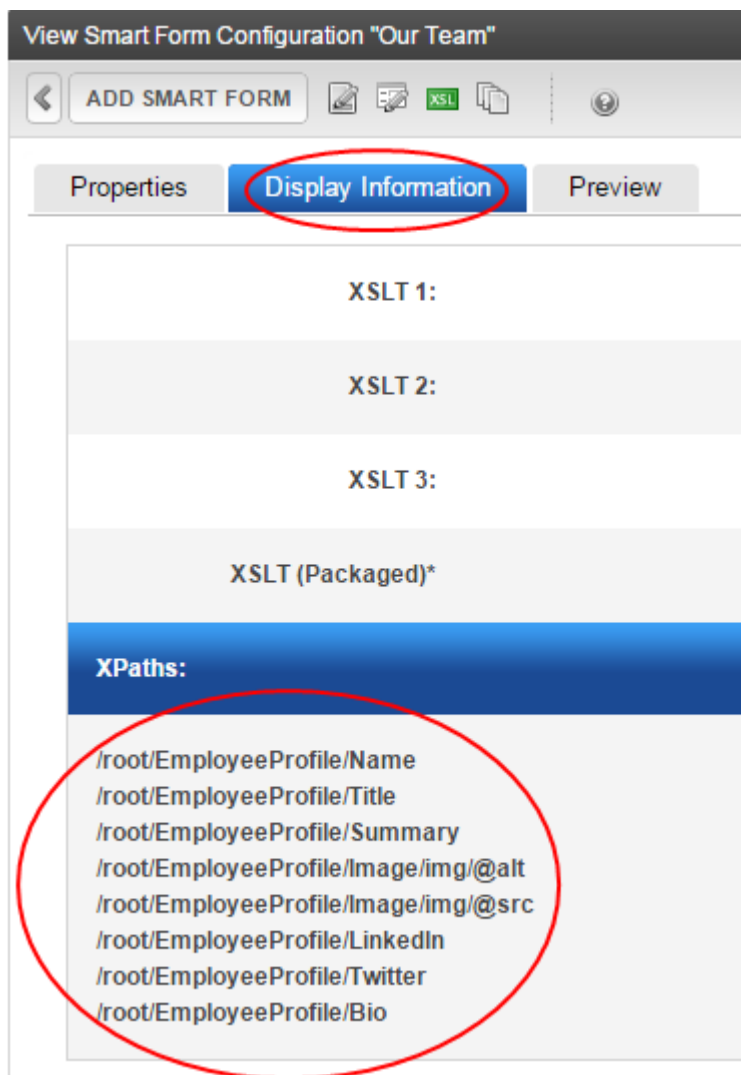 View Smart Form Configuration "Our Team"
ADD SMART FORM XSL
Properties Display Information Preview
XSLT 1:
XSLT 2:
XSLT 3:
XSLT (Packaged)*
XPaths:
/root/EmployeeProfile/Name
/root/EmployeeProfile/Title
/root/EmployeeProfile/Summary
/root/EmployeeProfile/Image/img/@alt
/root/EmployeeProfile/Image/img/@src
/root/EmployeeProfile/LinkedIn
/root/EmployeeProfile/Twitter
/root/EmployeeProfile/Bio